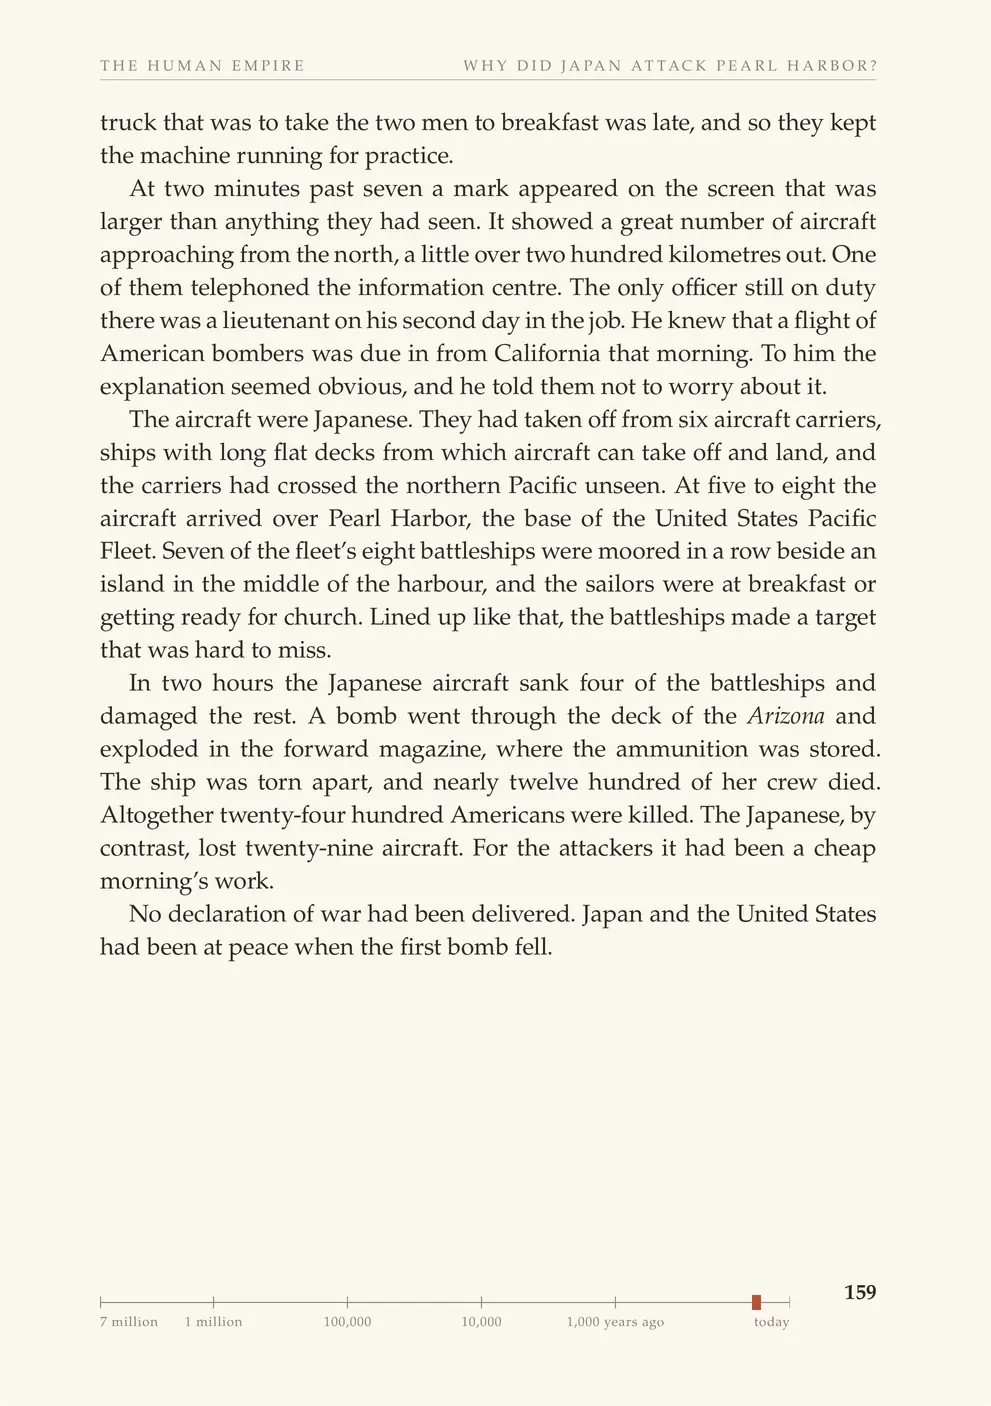 THE HUMAN EMPIRE
WHY DID JAPAN ATTACK PEARL HARBOR?
truck that was to take the two men to breakfast was late, and so they kept
the machine running for practice.
At two minutes past seven a mark appeared on the screen that was
larger than anything they had seen. It showed a great number of aircraft
approaching from the north, a little over two hundred kilometres out. One
of them telephoned the information centre. The only officer still on duty
there was a lieutenant on his second day in the job. He knew that a flight of
American bombers was due in from California that morning. To him the
explanation seemed obvious, and he told them not to worry about it.
The aircraft were Japanese. They had taken off from six aircraft carriers,
ships with long flat decks from which aircraft can take off and land, and
the carriers had crossed the northern Pacific unseen. At five to eight the
aircraft arrived over Pearl Harbor, the base of the United States Pacific
Fleet. Seven of the fleet’s eight battleships were moored in a row beside an
island in the middle of the harbour, and the sailors were at breakfast or
getting ready for church. Lined up like that, the battleships made a target
that was hard to miss.
In two hours the Japanese aircraft sank four of the battleships and
damaged the rest. A bomb went through the deck of the Arizona and
exploded in the forward magazine, where the ammunition was stored.
The ship was torn apart, and nearly twelve hundred of her crew died.
Altogether twenty-four hundred Americans were killed. The Japanese, by
contrast, lost twenty-nine aircraft. For the attackers it had been a cheap
morning’s work.
No declaration of war had been delivered. Japan and the United States
had been at peace when the first bomb fell.
159
7 million 1 million 100,000 10,000 1,000 years ago today